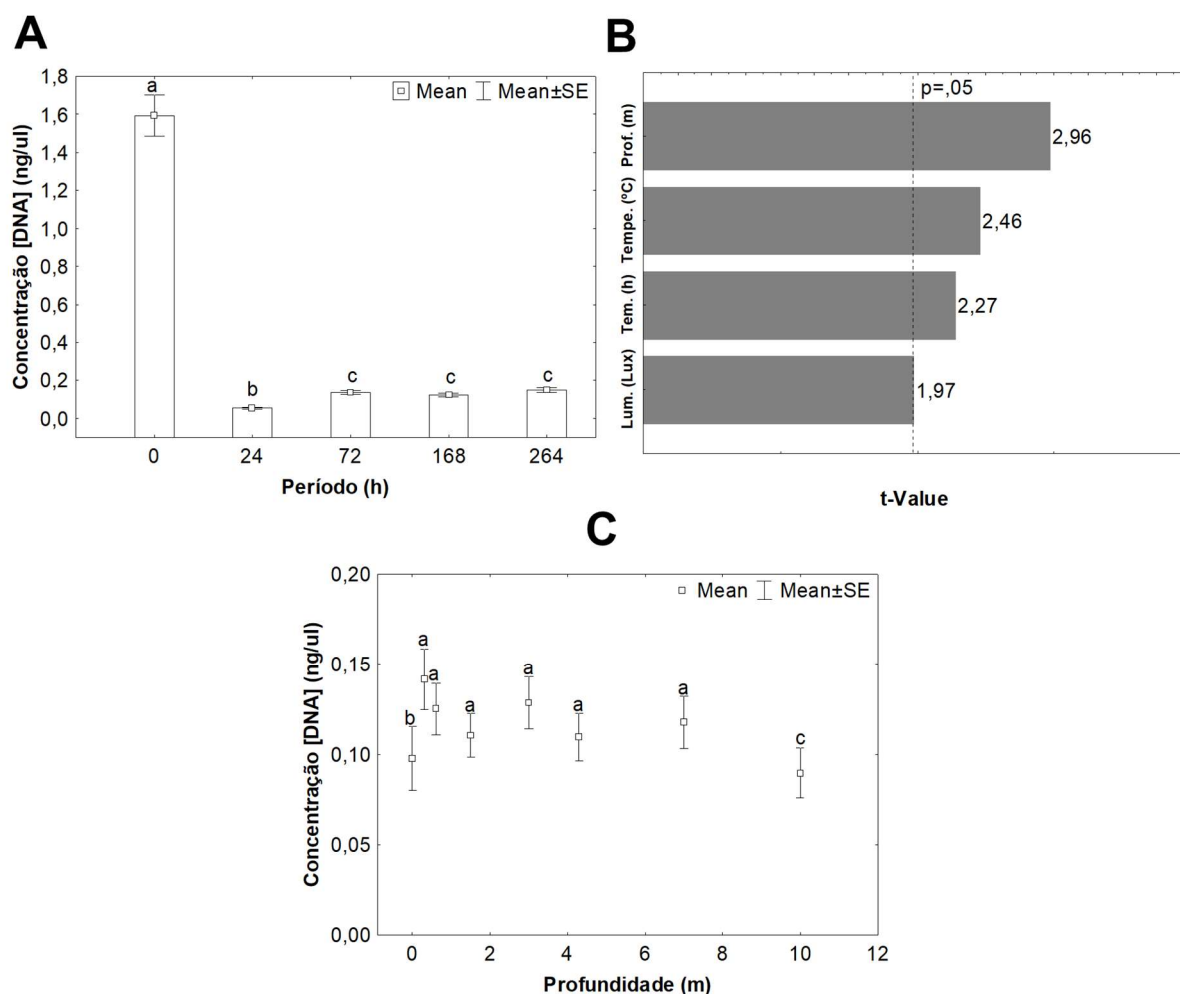 A
Concentração [DNA] (ng/ul)
1,8
1,6
1,4
1,2
1,0
0,8
0,6
0,4
0,2
0,0
Mean Mean±SE
a
b
c
c
c
0 24 72 168 264
Período (h)
B
p=,05
Prof. (m)
2,96
Tempe. (ºC)
2,46
Tem. (h)
2,27
Lum. (Lux)
1,97
t-Value
C
Concentração [DNA] (ng/ul)
0,20
0,15
0,10
0,05
0,00
Mean Mean±SE
b
a
a
a
a
a
a
c
0 2 4 6 8 10 12
Profundidade (m)